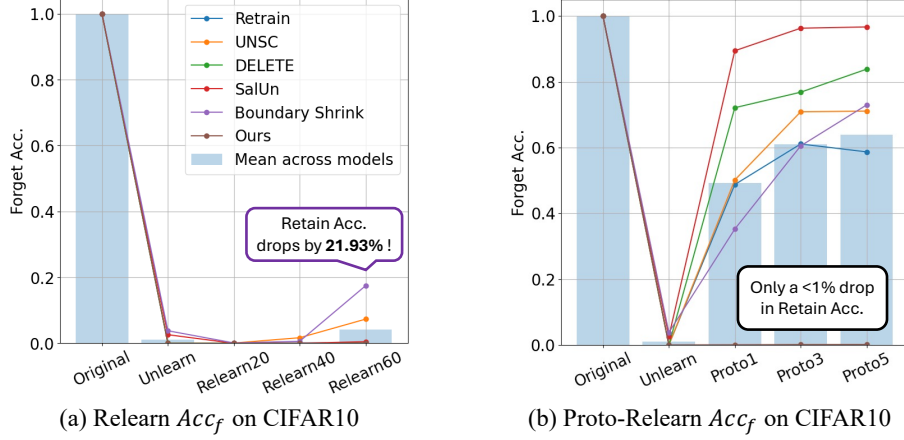 1.0
0.8
0.6
0.4
0.2
0.0
Forget Acc.
Retrain
UNSC
DELETE
SalUn
Boundary Shrink
Ours
Mean across models
Retain Acc.
drops by 21.93% !
Original
Unlearn
Relearn20
Relearn40
Relearn60
(a) Relearn Acc_f on CIFAR10
1.0
0.8
0.6
0.4
0.2
0.0
Forget Acc.
Only a <1% drop
in Retain Acc.
Original
Unlearn
Proto1
Proto3
Proto5
(b) Proto-Relearn Acc_f on CIFAR10